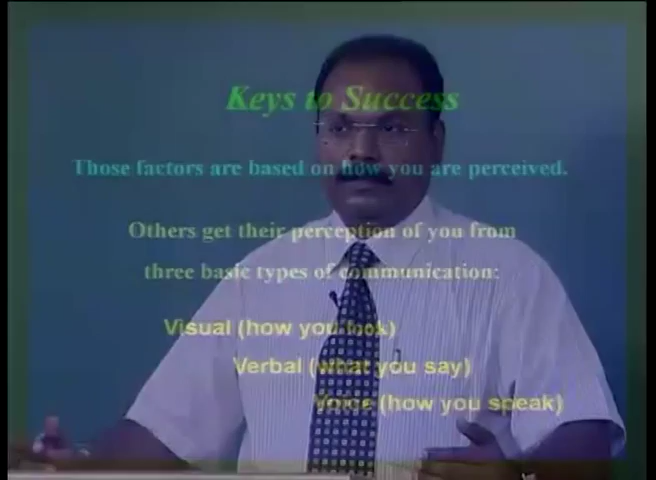 Keys to Success
Those factors are based on how you are perceived.
Others get their perception of you from
three basic types of communication:
Visual (how you look)
Verbal (what you say)
Voice (how you speak)